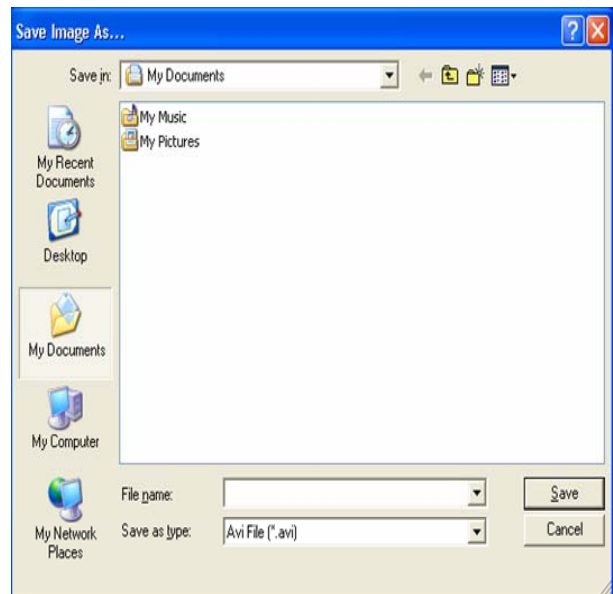 Save Image As...
Save in:
My Documents
My Music
My Pictures
My Recent
Documents
Desktop
My Documents
My Computer
My Network
Places
File name:
Save
Save as type:
Avi File (*.avi)
Cancel